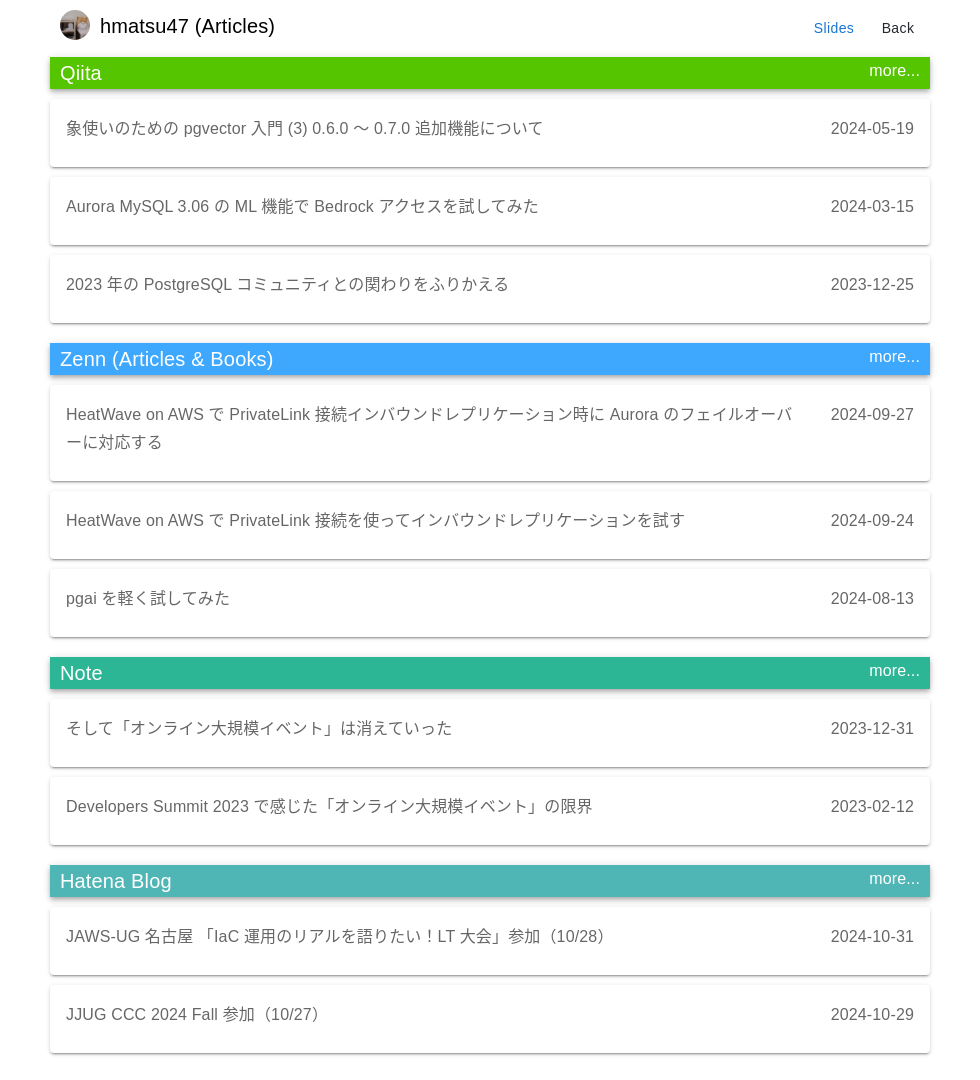 hmatsu47 (Articles)
Slides
Back
Qiita
more...
象使いのための pgvector 入門 (3) 0.6.0 〜 0.7.0 追加機能について
2024-05-19
Aurora MySQL 3.06 の ML 機能で Bedrock アクセスを試してみた
2024-03-15
2023 年の PostgreSQL コミュニティとの関わりをふりかえる
2023-12-25
Zenn (Articles & Books)
more...
HeatWave on AWS で PrivateLink 接続インバウンドレプリケーション時に Aurora のフェイルオーバ
ーに対応する
2024-09-27
HeatWave on AWS で PrivateLink 接続を使ってインバウンドレプリケーションを試す
2024-09-24
pgai を軽く試してみた
2024-08-13
Note
more...
そして「オンライン大規模イベント」は消えていった
2023-12-31
Developers Summit 2023 で感じた「オンライン大規模イベント」の限界
2023-02-12
Hatena Blog
more...
JAWS-UG 名古屋 「IaC 運用のリアルを語りたい！LT 大会」参加（10/28）
2024-10-31
JJUG CCC 2024 Fall 参加（10/27）
2024-10-29